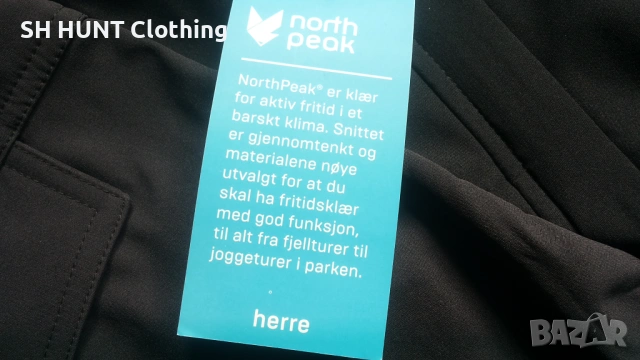 SH HUNT Clothing
north
peak
NorthPeak® er klær
for aktiv fritid i et
barskt klima. Snittet
er gjennomtenkt og
materialene nøye
utvalgt for at du
skal ha fritidsklær
med god funksjon,
til alt fra fjellturer til
joggeturer i parken.
herre
BAZAR